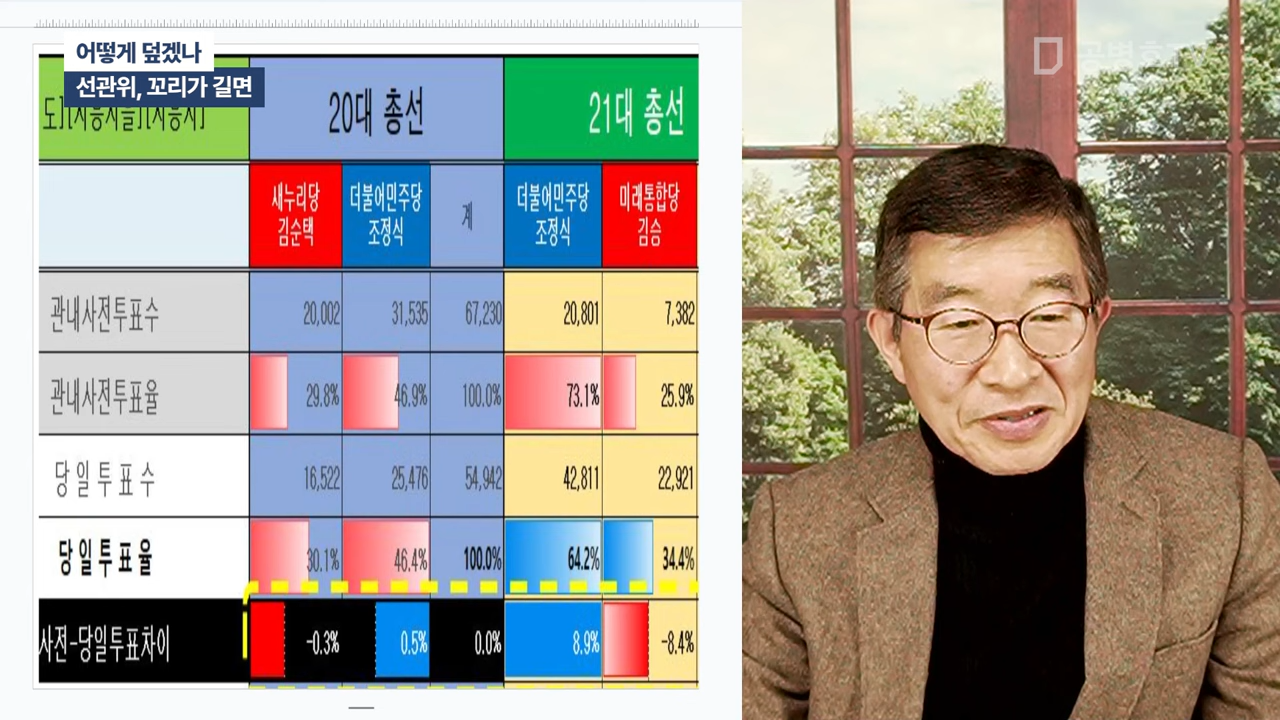 어떻게 덮겠나
선관위, 꼬리가 길면
20대 총선
21대 총선
새누리당 김순택
더불어민주당 조정식
계
더불어민주당 조정식
미래통합당 김승
관내사전투표수 20,002 31,535 67,230 20,801 7,382
관내사전투표율 29.8% 46.9% 100.0% 73.1% 25.9%
당일투표수 16,522 25,476 54,942 42,811 22,921
당일투표율 30.1% 46.4% 100.0% 64.2% 34.4%
사전-당일투표차이 -0.3% 0.5% 0.0% 8.9% -8.4%